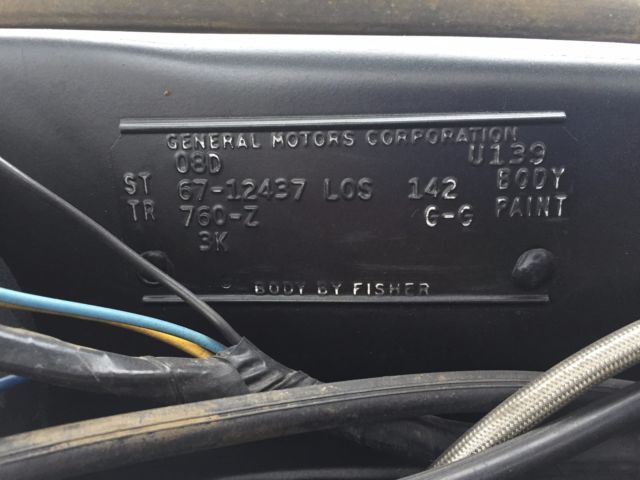 GENERAL MOTORS CORPORATION
08D U139
ST 67-12437 LOS 142 BODY
TR 760-Z G-G PAINT
3K
BODY BY FISHER